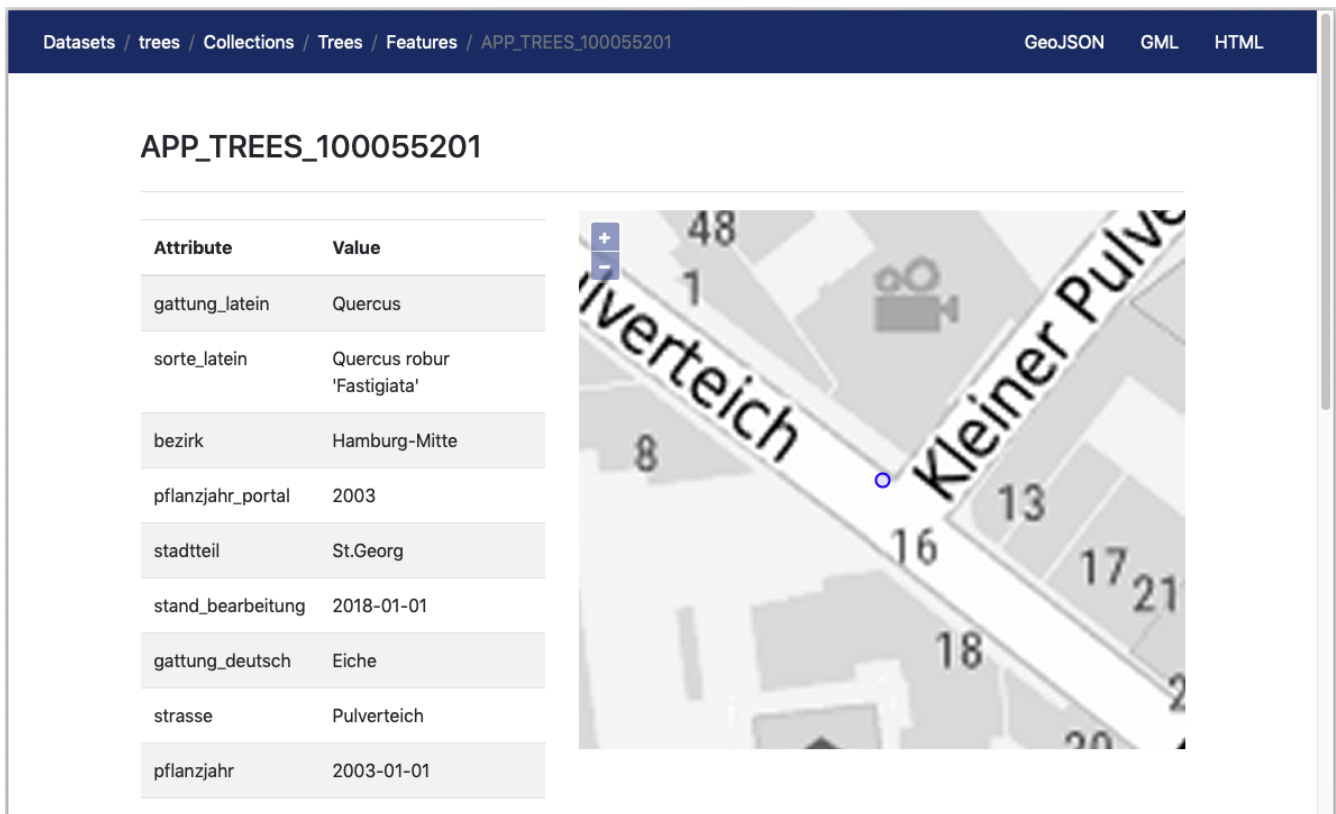 Datasets / trees / Collections / Trees / Features / APP_TREES_100055201
GeoJSON GML HTML
APP_TREES_100055201
Attribute Value
gattung_latein Quercus
sorte_latein Quercus robur
'Fastigiata'
bezirk Hamburg-Mitte
pflanzjahr_portal 2003
stadtteil St.Georg
stand_bearbeitung 2018-01-01
gattung_deutsch Eiche
strasse Pulverteich
pflanzjahr 2003-01-01
+
−
48
1
lverteich
Kleiner Pulve
8
13
16
17
21
18
2
20